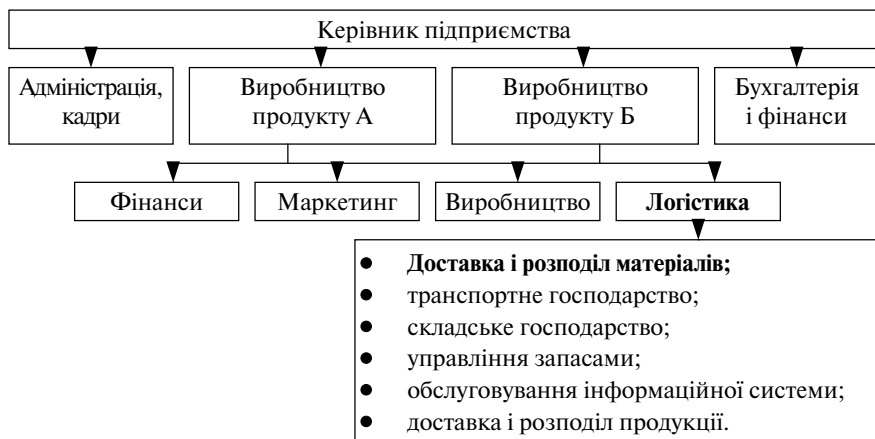 Керівник підприємства
Адміністрація,
кадри
Виробництво
продукту А
Виробництво
продукту Б
Бухгалтерія
і фінанси
Фінанси
Маркетинг
Виробництво
Логістика
● Доставка і розподіл матеріалів;
● транспортне господарство;
● складське господарство;
● управління запасами;
● обслуговування інформаційної системи;
● доставка і розподіл продукції.